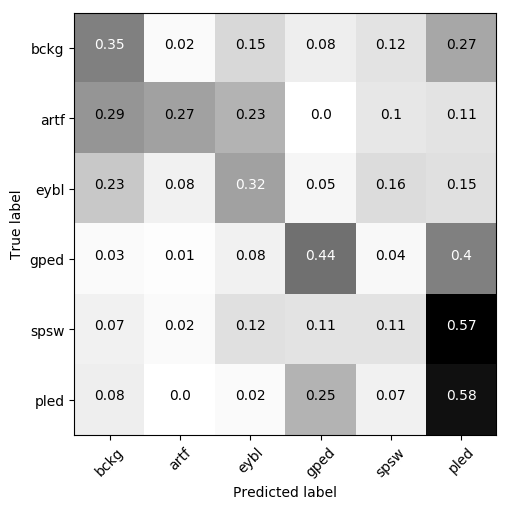 bckg 0.35 0.02 0.15 0.08 0.12 0.27
artf 0.29 0.27 0.23 0.0 0.1 0.11
eybl 0.23 0.08 0.32 0.05 0.16 0.15
gped 0.03 0.01 0.08 0.44 0.04 0.4
spsw 0.07 0.02 0.12 0.11 0.11 0.57
pled 0.08 0.0 0.02 0.25 0.07 0.58
True label
bckg artf eybl gped spsw pled
Predicted label